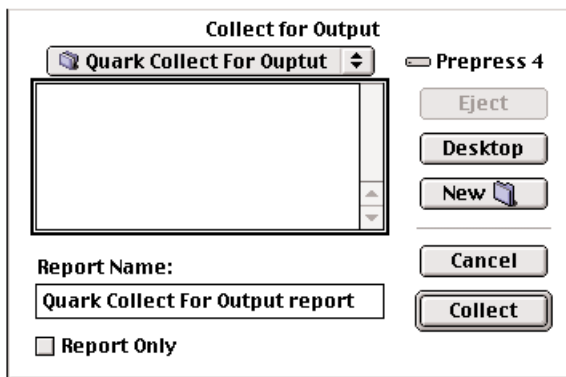 Collect for Output
Quark Collect For Ouptut
Prepress 4
Eject
Desktop
New
Report Name:
Cancel
Quark Collect For Output report
Collect
Report Only